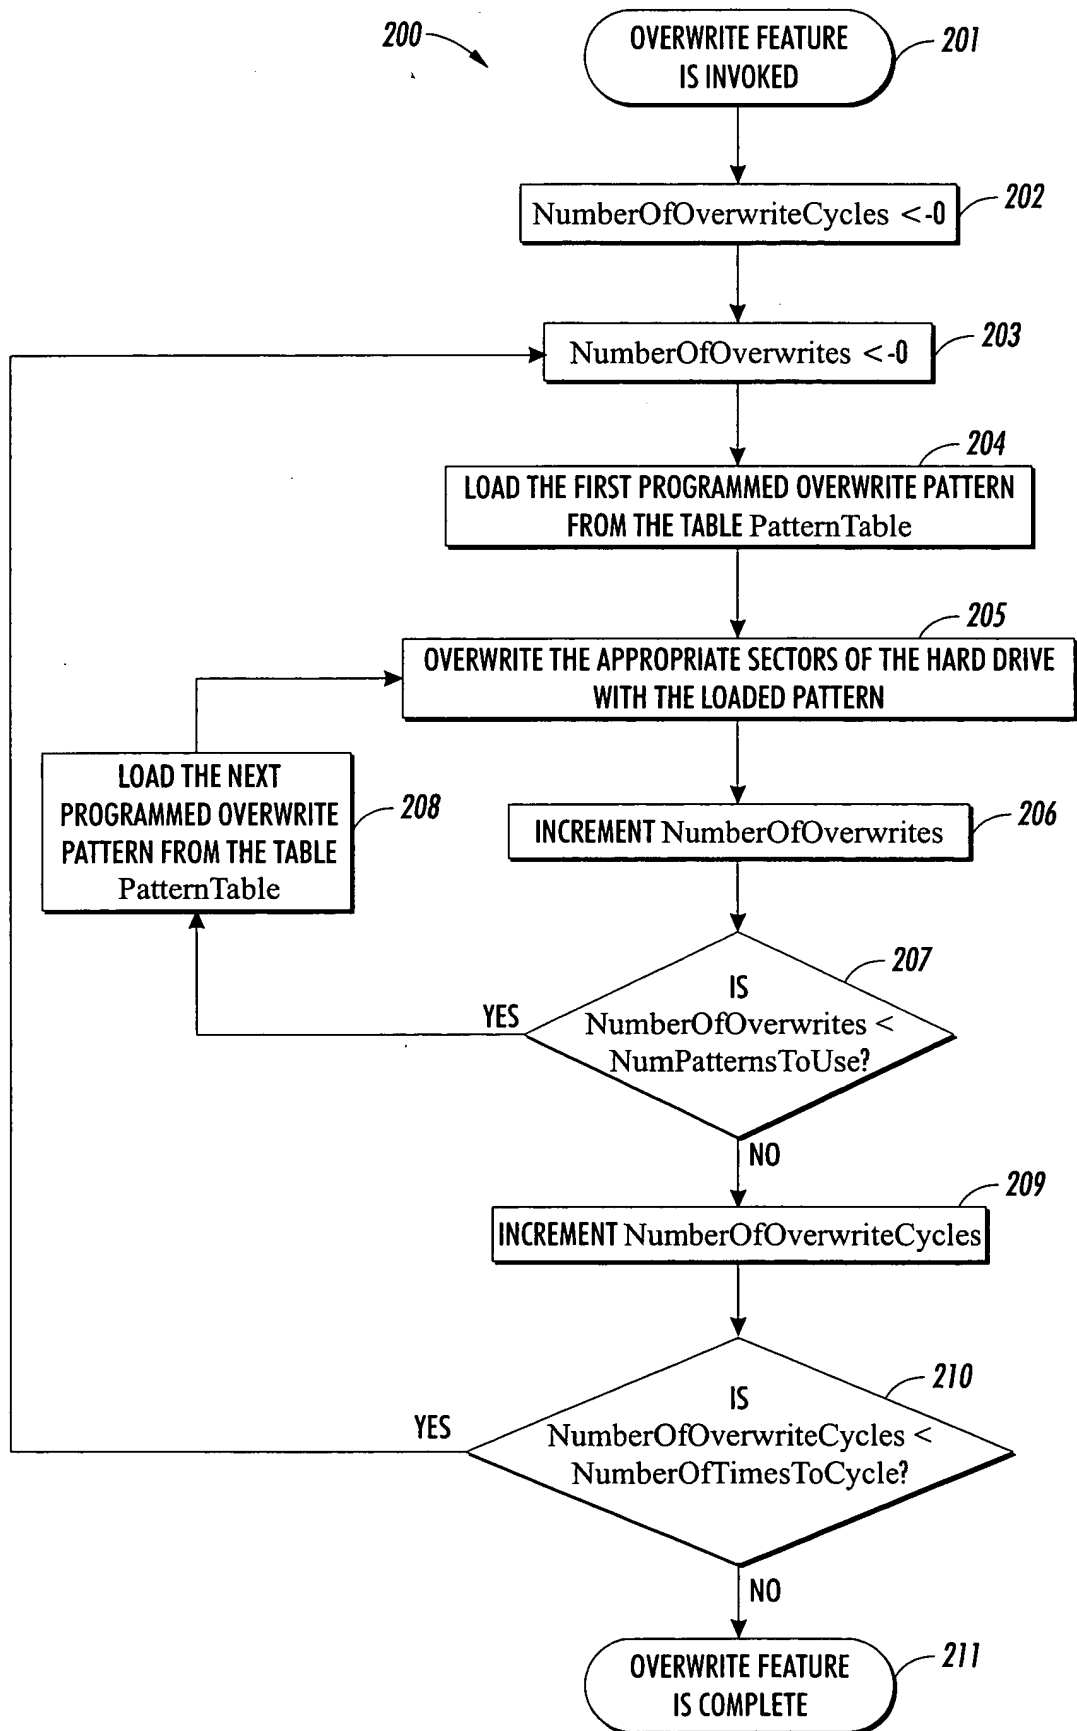 200
OVERWRITE FEATURE
IS INVOKED
201
NumberOfOverwriteCycles <-0
202
NumberOfOverwrites <-0
203
204
LOAD THE FIRST PROGRAMMED OVERWRITE PATTERN
FROM THE TABLE PatternTable
205
OVERWRITE THE APPROPRIATE SECTORS OF THE HARD DRIVE
WITH THE LOADED PATTERN
LOAD THE NEXT
PROGRAMMED OVERWRITE
PATTERN FROM THE TABLE
PatternTable
208
INCREMENT NumberOfOverwrites
206
207
IS
NumberOfOverwrites <
NumPatternsToUse?
YES
NO
209
INCREMENT NumberOfOverwriteCycles
210
IS
NumberOfOverwriteCycles <
NumberOfTimesToCycle?
YES
NO
OVERWRITE FEATURE
IS COMPLETE
211